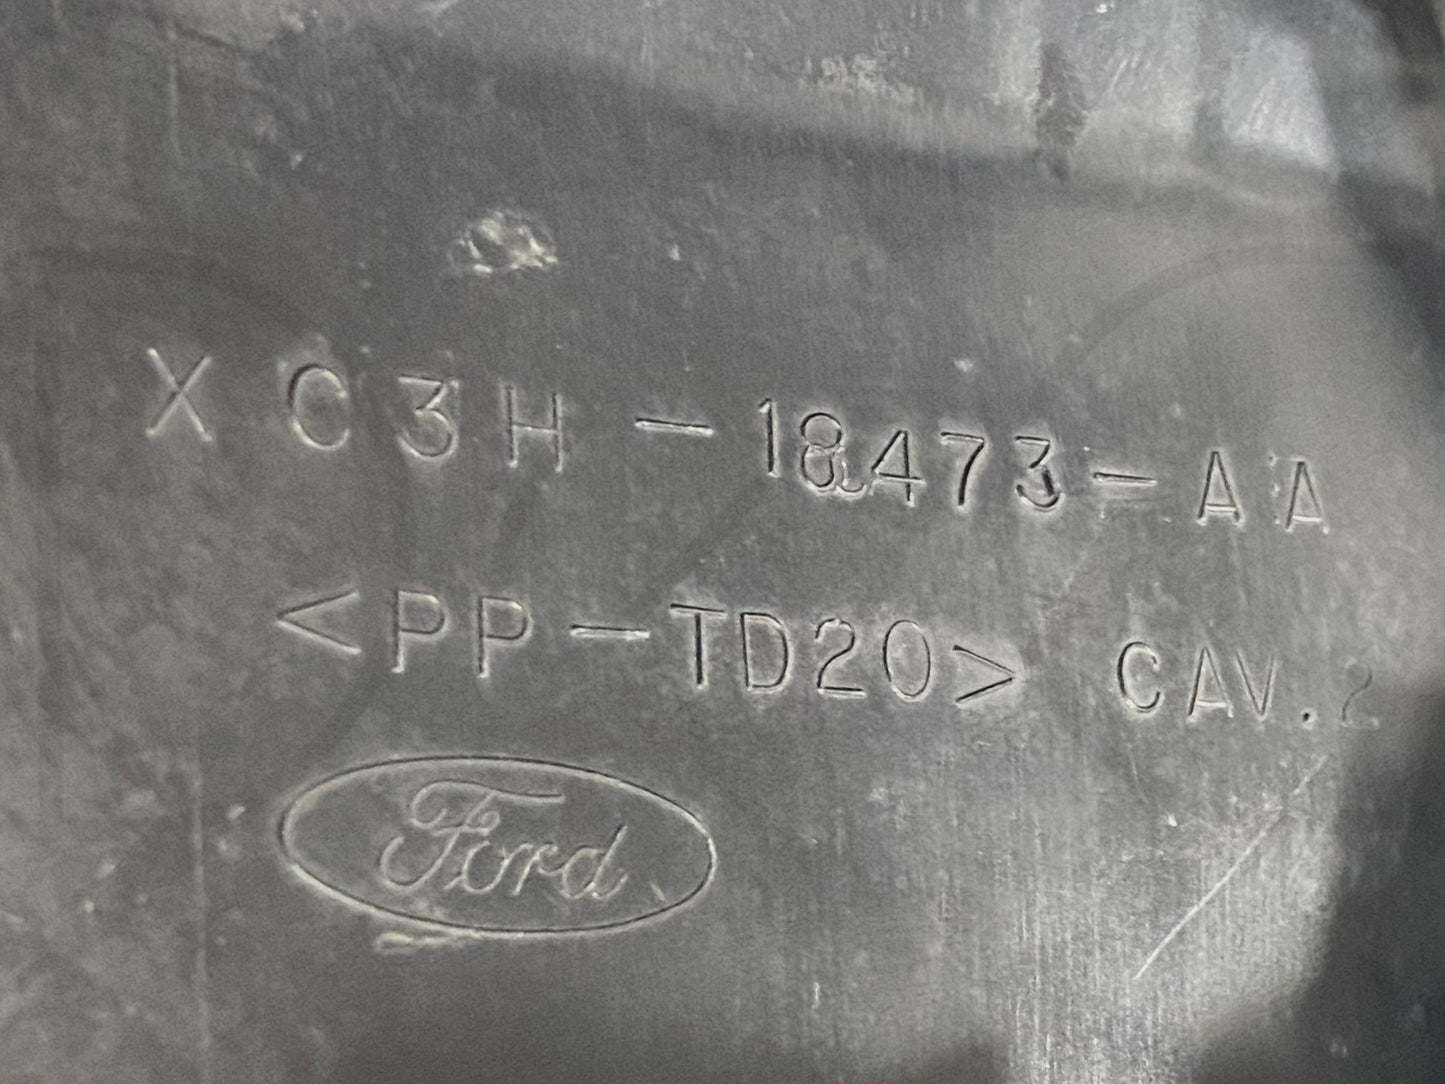 XC3H-18473-AA
<PP-TD20> CAV.2
Ford